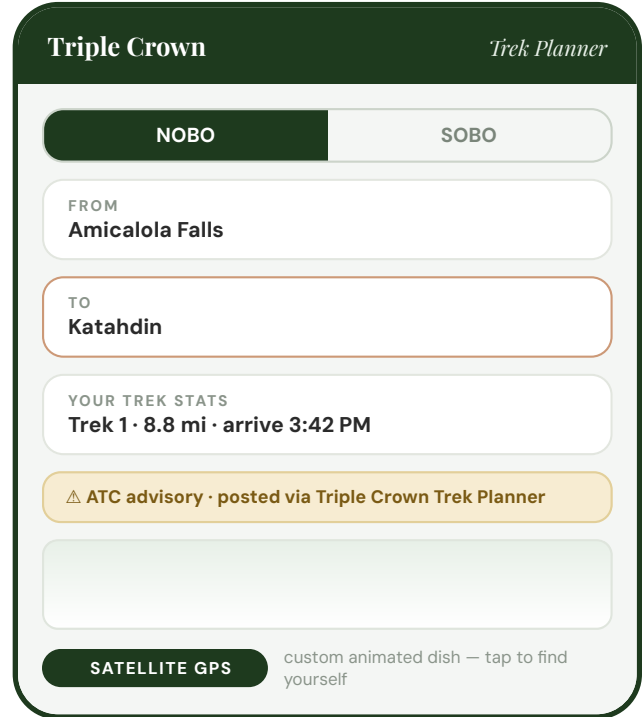 Triple Crown
Trek Planner
NOBO
SOBO
FROM
Amicalola Falls
TO
Katahdin
YOUR TREK STATS
Trek 1 · 8.8 mi · arrive 3:42 PM
⚠ ATC advisory · posted via Triple Crown Trek Planner
SATELLITE GPS
custom animated dish — tap to find
yourself